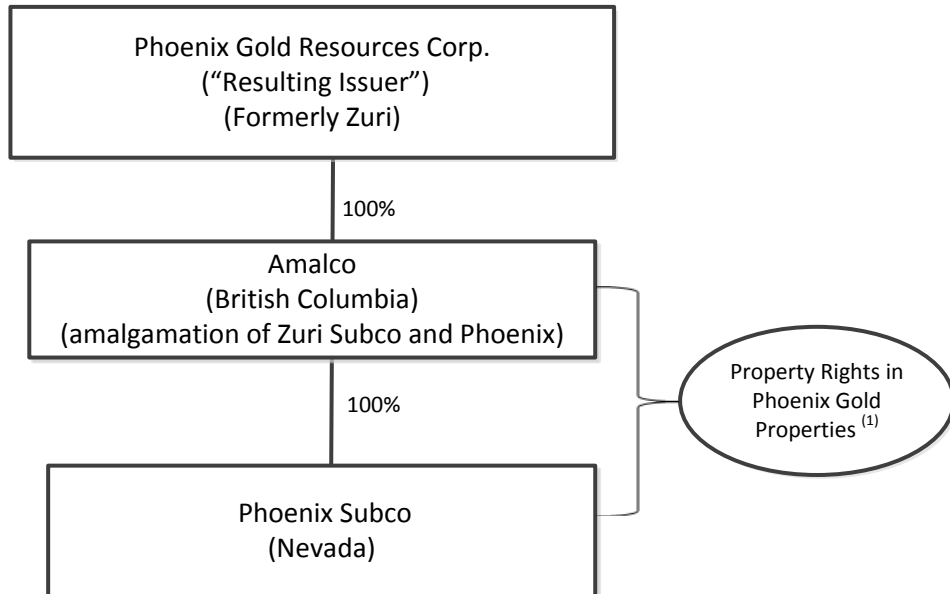 Phoenix Gold Resources Corp.
(“Resulting Issuer”)
(Formerly Zuri)
100%
Amalco
(British Columbia)
(amalgamation of Zuri Subco and Phoenix)
Property Rights in
Phoenix Gold
Properties (1)
100%
Phoenix Subco
(Nevada)